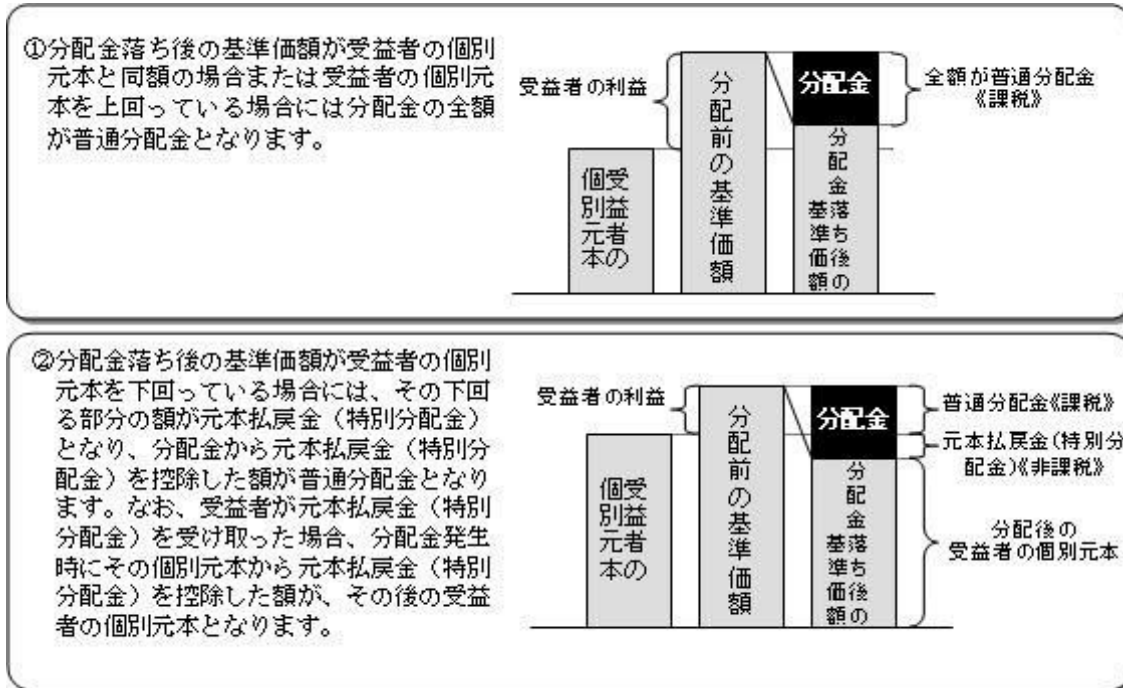 ①分配金落ち後の基準価額が受益者の個別
元本と同額の場合または受益者の個別元
本を上回っている場合には分配金の全額
が普通分配金となります。
受益者の利益
受益者の
個別元本
分配前の基準価額
分配金
分配金落ち後の
基準価額
全額が普通分配金
《課税》
②分配金落ち後の基準価額が受益者の個別
元本を下回っている場合には、その下回
る部分の額が元本払戻金（特別分配金）
となり、分配金から元本払戻金（特別分
配金）を控除した額が普通分配金となり
ます。なお、受益者が元本払戻金（特別
分配金）を受け取った場合、分配金発生
時にその個別元本から元本払戻金（特別
分配金）を控除した額が、その後の受益
者の個別元本となります。
受益者の利益
受益者の
個別元本
分配前の基準価額
分配金
分配金落ち後の
基準価額
普通分配金《課税》
元本払戻金(特別分
配金)《非課税》
分配後の
受益者の個別元本